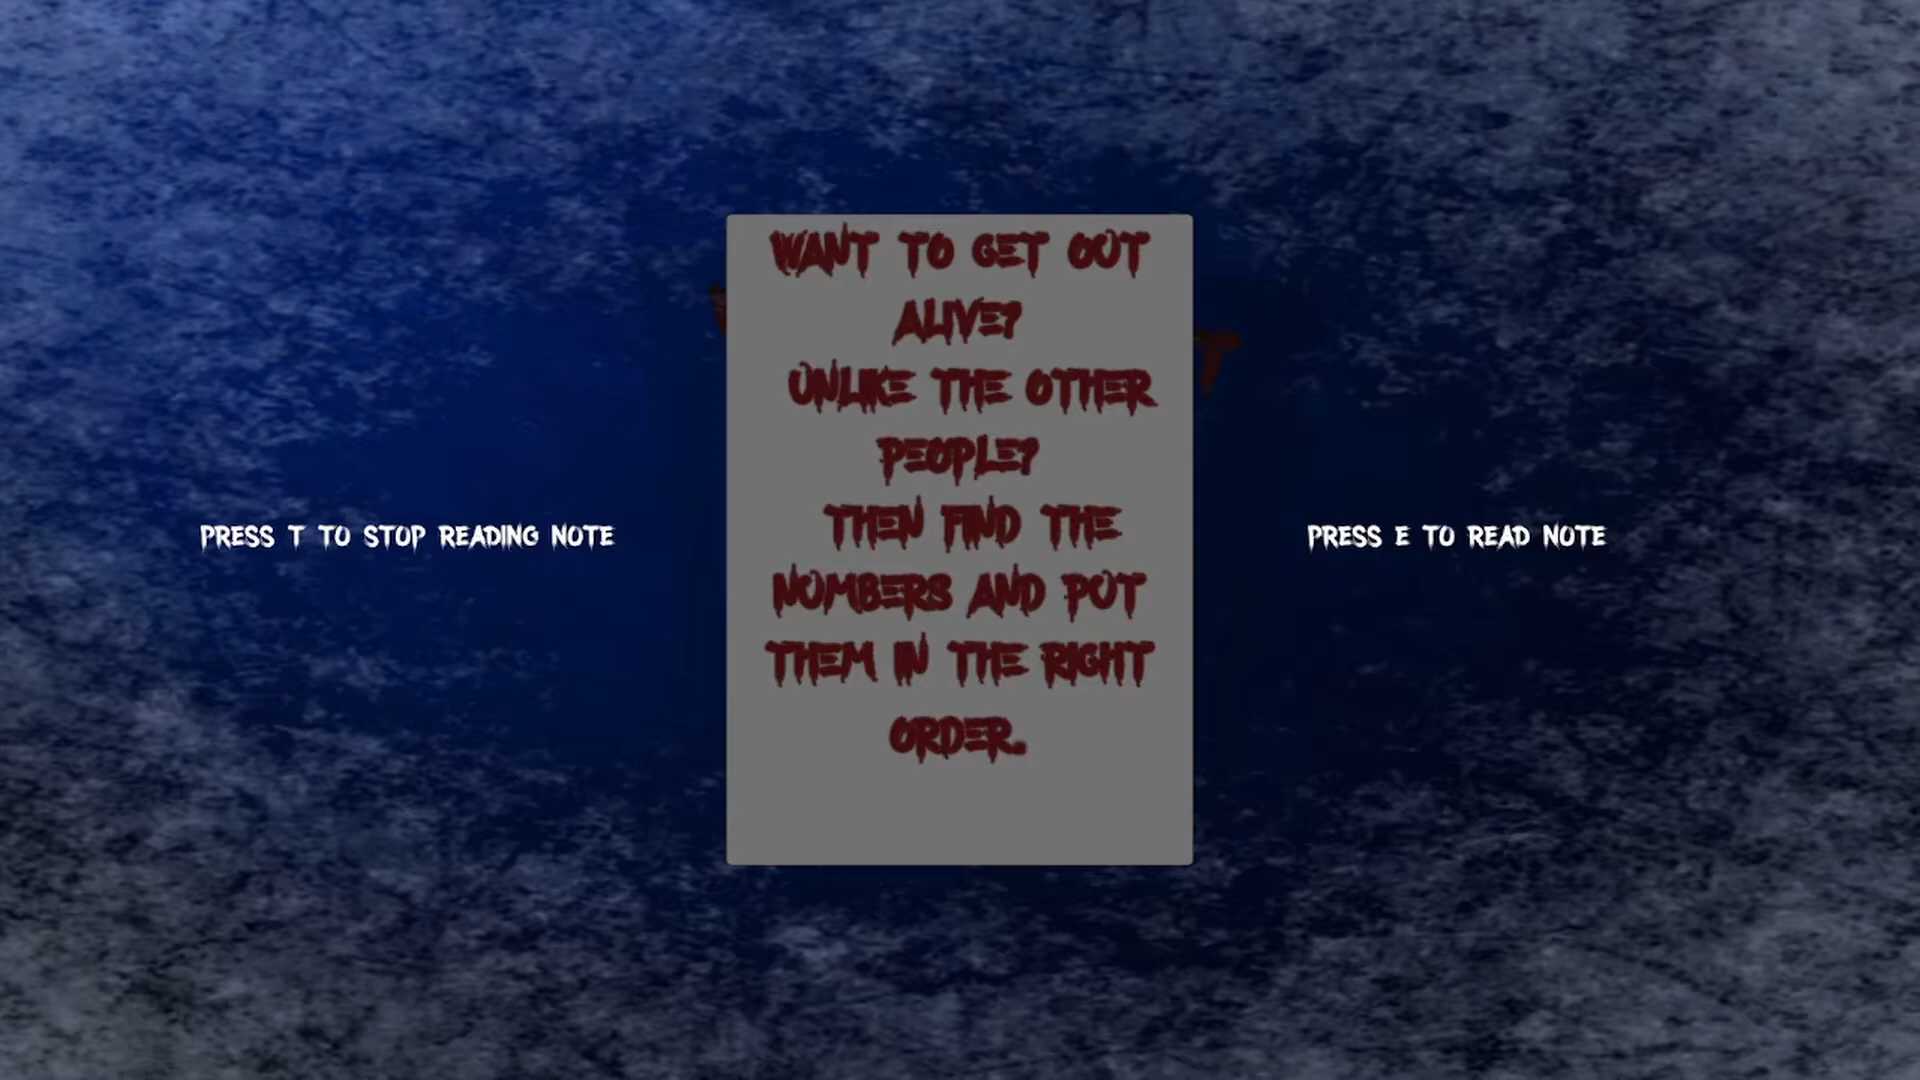 WANT TO GET OUT
ALIVE?
UNLIKE THE OTHER
PEOPLE?
THEN FIND THE
NUMBERS AND PUT
THEM IN THE RIGHT
ORDER.
PRESS T TO STOP READING NOTE
PRESS E TO READ NOTE